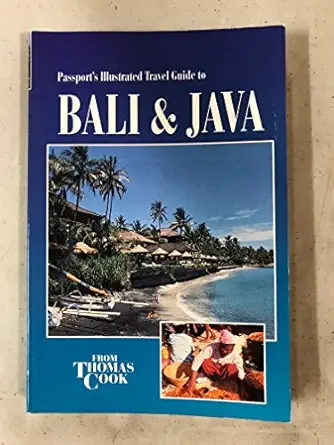 Passport's Illustrated Travel Guide to
BALI & JAVA
FROM
THOMAS
COOK